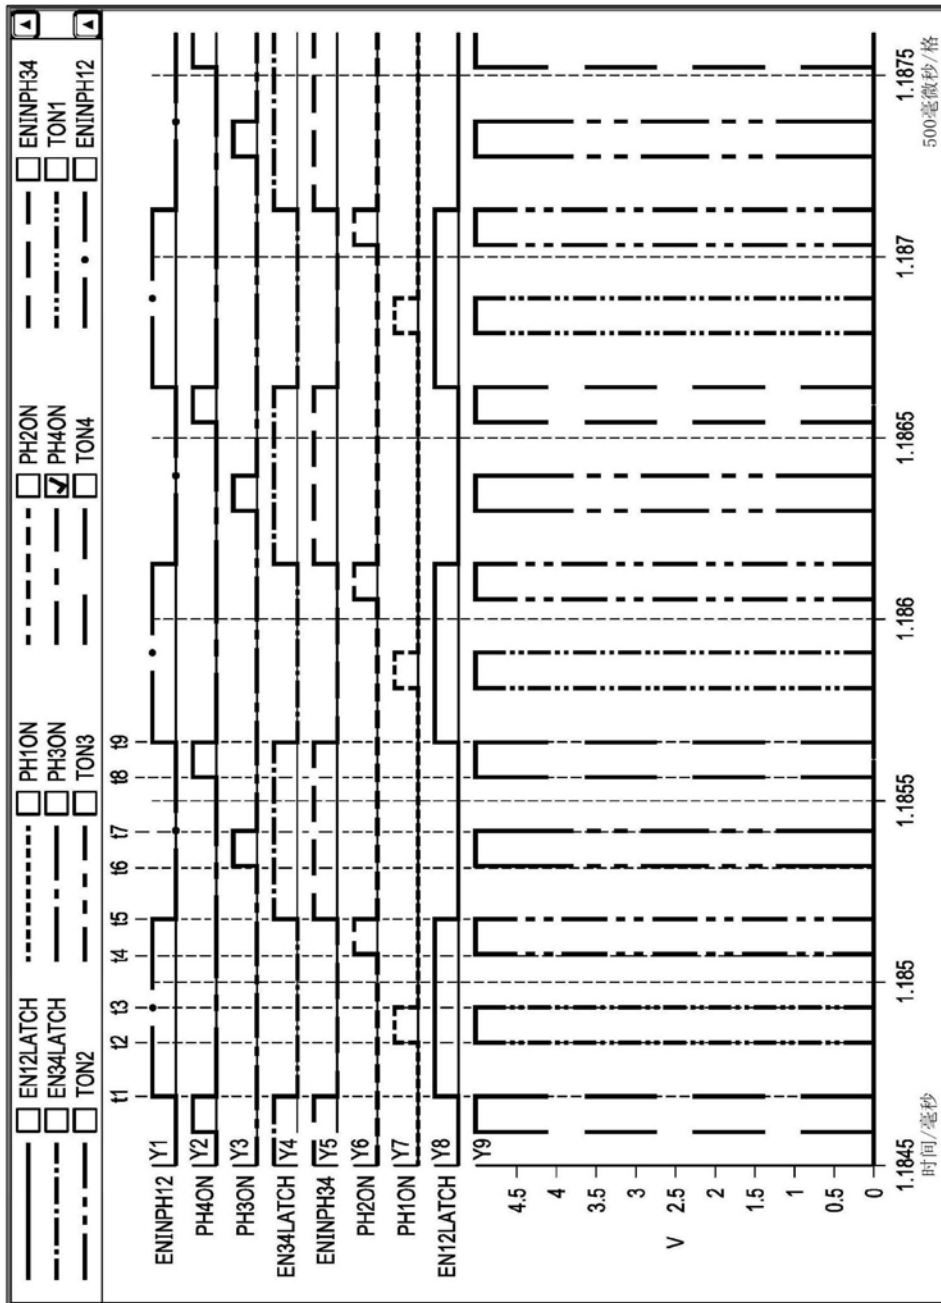 EN12LATCH PH1ON PH2ON ENINPH34
EN34LATCH PH3ON PH4ON TON1
TON2 TON3 TON4 ENINPH12
t1 t2 t3 t4 t5 t6 t7 t8 t9
ENINPH12 Y1
PH4ON Y2
PH3ON Y3
EN34LATCH Y4
ENINPH34 Y5
PH2ON Y6
PH1ON Y7
EN12LATCH Y8
Y9
4.5
4
3.5
3
V 2.5
2
1.5
1
0.5
0
1.1845 1.185 1.1855 1.186 1.1865 1.187 1.1875
时间/毫秒 500毫微秒/格